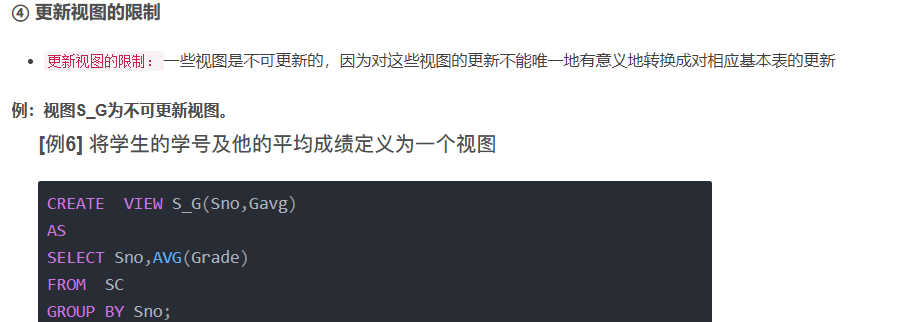 ④ 更新视图的限制
• 更新视图的限制：一些视图是不可更新的，因为对这些视图的更新不能唯一地有意义地转换成对相应基本表的更新
例：视图S_G为不可更新视图。
[例6] 将学生的学号及他的平均成绩定义为一个视图
CREATE  VIEW S_G(Sno,Gavg)
AS
SELECT Sno,AVG(Grade)
FROM  SC
GROUP BY Sno;